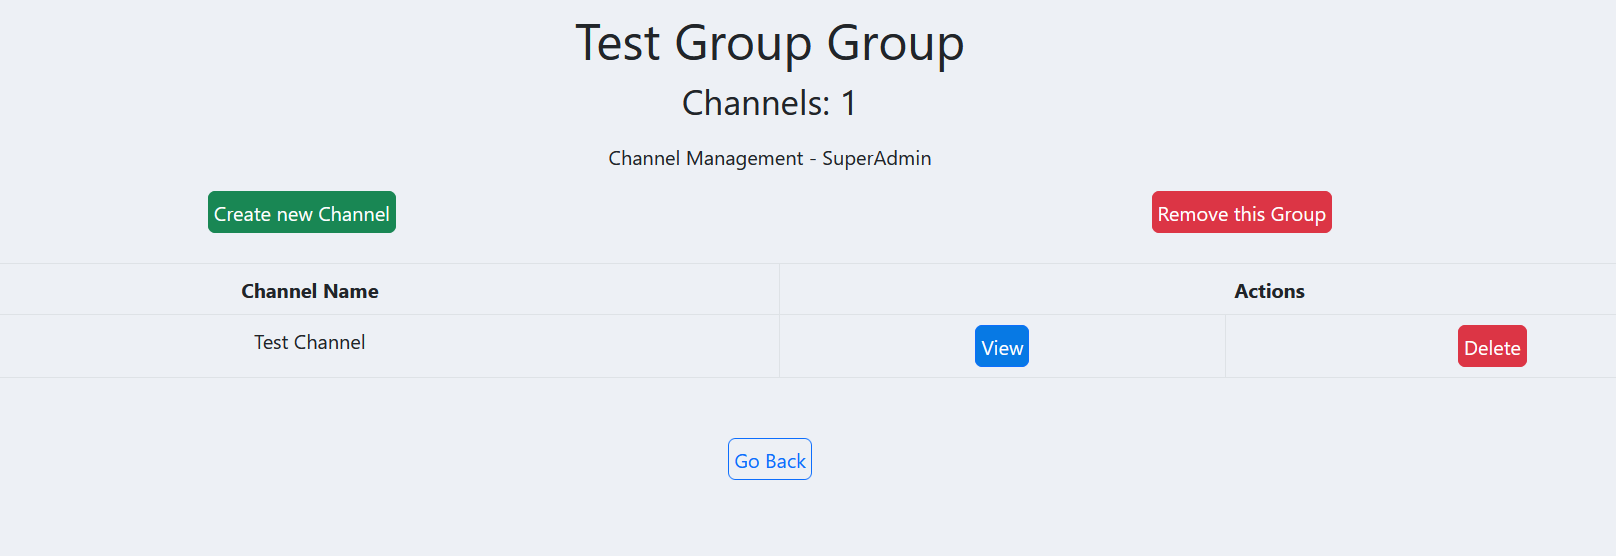 Test Group Group
Channels: 1
Channel Management - SuperAdmin
Create new Channel
Remove this Group
Channel Name
Actions
Test Channel
View
Delete
Go Back